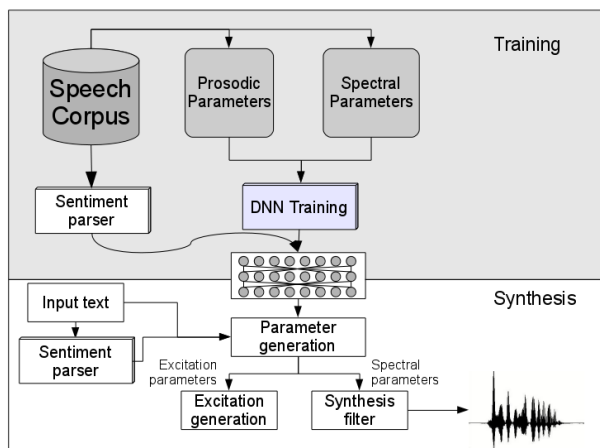 Training
Speech
Corpus
Prosodic
Parameters
Spectral
Parameters
Sentiment
parser
DNN Training
Synthesis
Input text
Sentiment
parser
Parameter
generation
Excitation
parameters
Spectral
parameters
Excitation
generation
Synthesis
filter